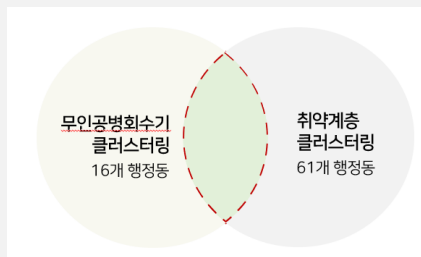 무인공병회수기
클러스터링
16개 행정동
취약계층
클러스터링
61개 행정동